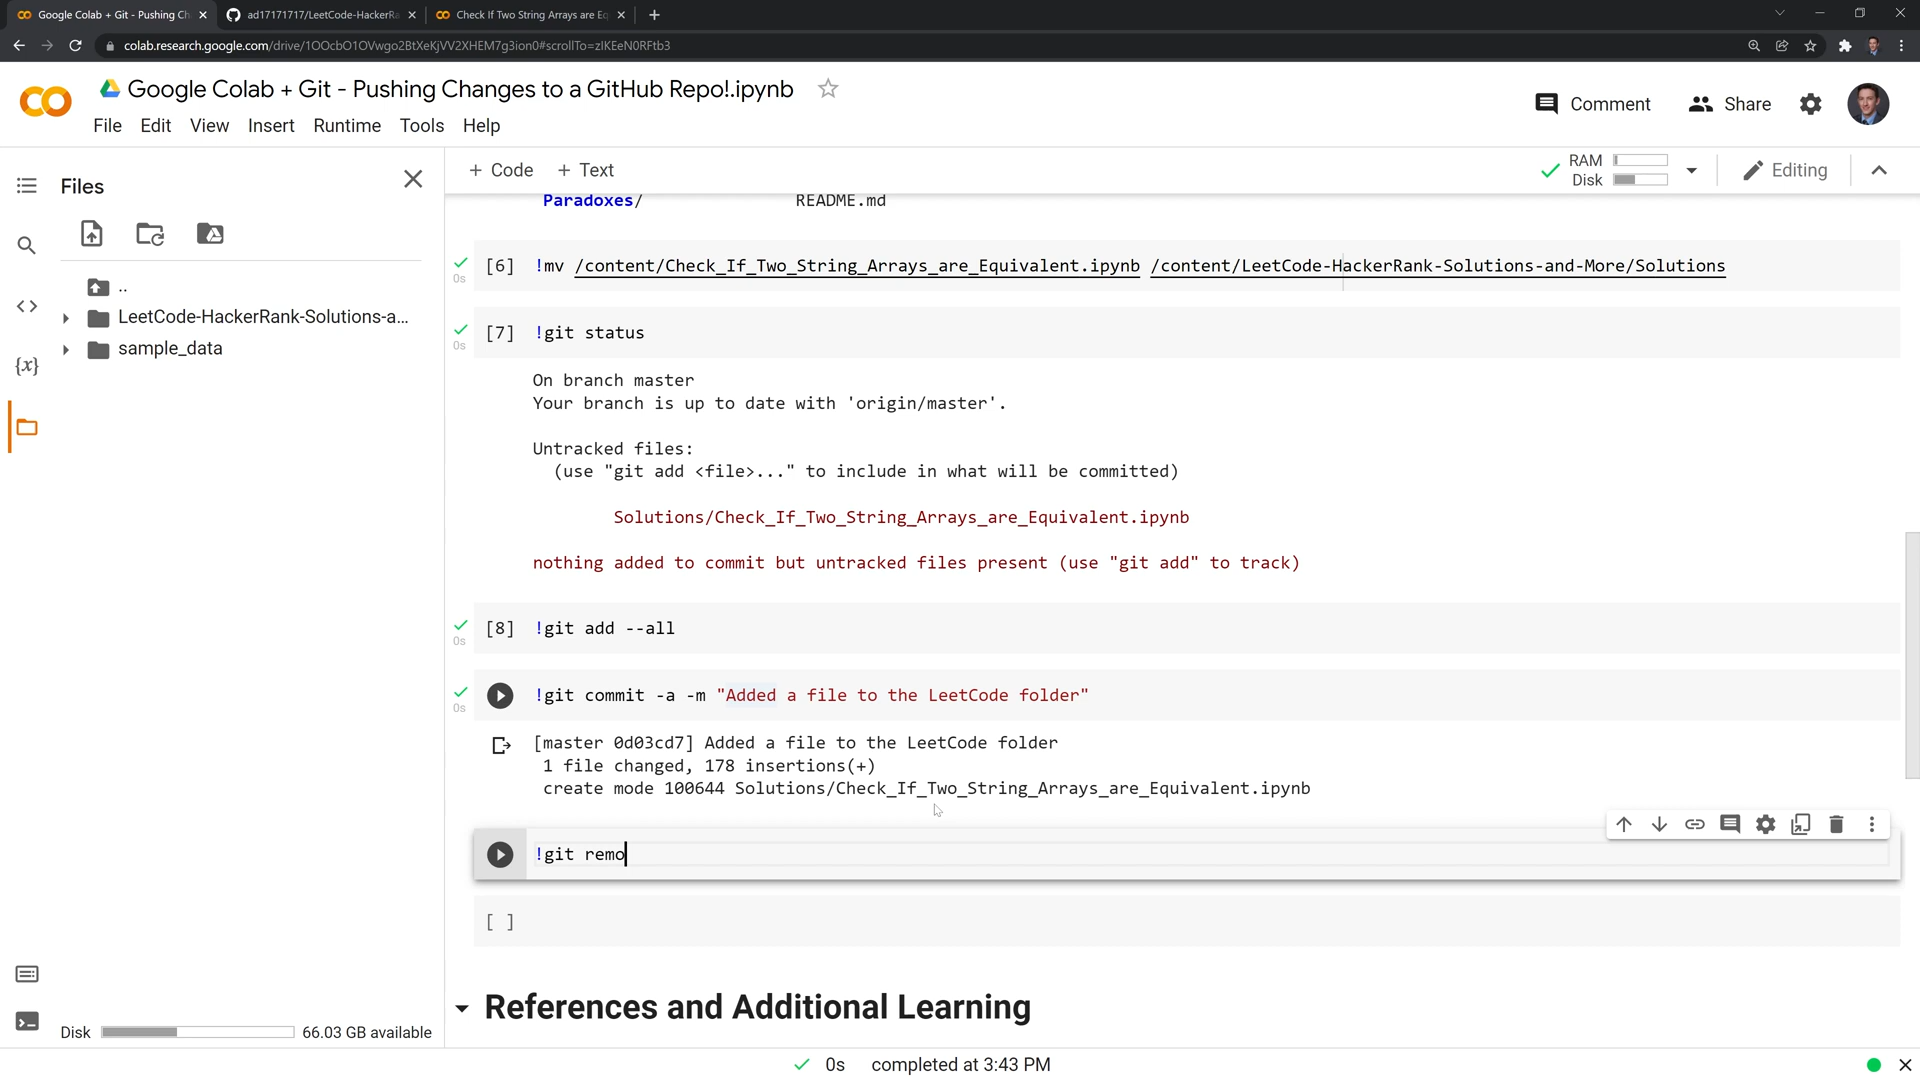 Google Colab + Git - Pushing Ch
ad17171717/LeetCode-HackerRa
Check If Two String Arrays are Eq
colab.research.google.com/drive/1OOcbO1OVwgo2BtXeKjVV2XHEM7g3ion0#scrollTo=zIKEeN0RFtb3
Google Colab + Git - Pushing Changes to a GitHub Repo!.ipynb
File Edit View Insert Runtime Tools Help
Comment Share
Files
+ Code + Text
RAM
Disk
Editing
..
LeetCode-HackerRank-Solutions-a...
sample_data
Paradoxes/ README.md
0s [6] !mv /content/Check_If_Two_String_Arrays_are_Equivalent.ipynb /content/LeetCode-HackerRank-Solutions-and-More/Solutions
0s [7] !git status
On branch master
Your branch is up to date with 'origin/master'.
Untracked files:
(use "git add <file>..." to include in what will be committed)
Solutions/Check_If_Two_String_Arrays_are_Equivalent.ipynb
nothing added to commit but untracked files present (use "git add" to track)
0s [8] !git add --all
0s !git commit -a -m "Added a file to the LeetCode folder"
[master 0d03cd7] Added a file to the LeetCode folder
1 file changed, 178 insertions(+)
create mode 100644 Solutions/Check_If_Two_String_Arrays_are_Equivalent.ipynb
!git remo
[ ]
References and Additional Learning
Disk 66.03 GB available
0s completed at 3:43 PM